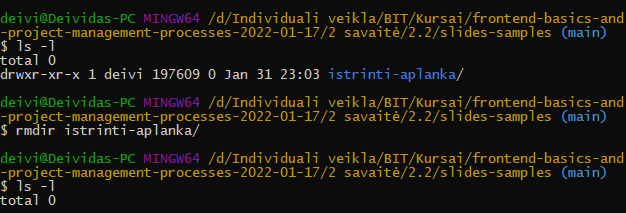 deivi@Deividas-PC MINGW64 /d/Individuali veikla/BIT/Kursai/frontend-basics-and
-project-management-processes-2022-01-17/2 savaitė/2.2/slides-samples (main)
$ ls -l
total 0
drwxr-xr-x 1 deivi 197609 0 Jan 31 23:03 istrinti-aplanka/
deivi@Deividas-PC MINGW64 /d/Individuali veikla/BIT/Kursai/frontend-basics-and
-project-management-processes-2022-01-17/2 savaitė/2.2/slides-samples (main)
$ rmdir istrinti-aplanka/
deivi@Deividas-PC MINGW64 /d/Individuali veikla/BIT/Kursai/frontend-basics-and
-project-management-processes-2022-01-17/2 savaitė/2.2/slides-samples (main)
$ ls -l
total 0